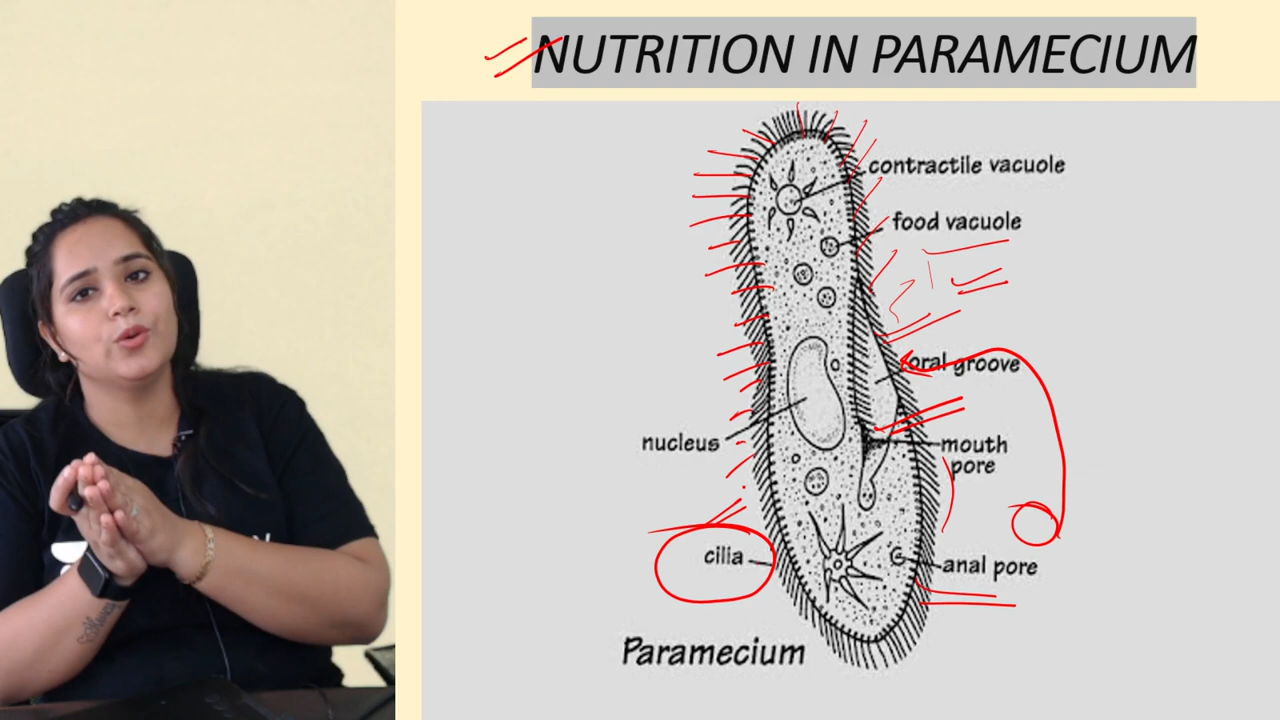 NUTRITION IN PARAMECIUM
contractile vacuole
food vacuole
oral groove
nucleus
mouth
pore
cilia
anal pore
Paramecium